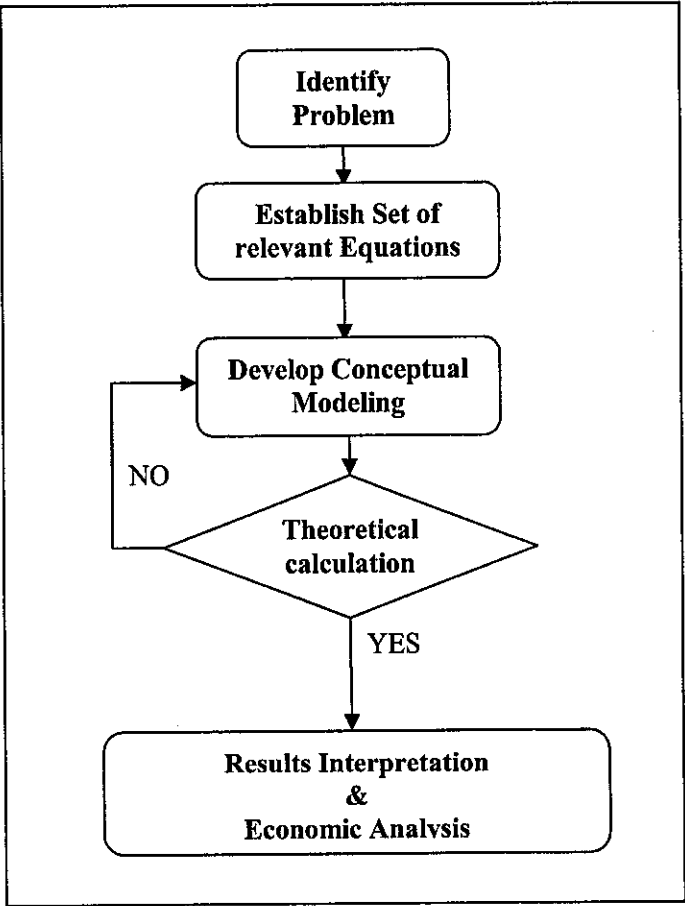 Identify
Problem
Establish Set of
relevant Equations
Develop Conceptual
Modeling
NO
Theoretical
calculation
YES
Results Interpretation
&
Economic Analysis